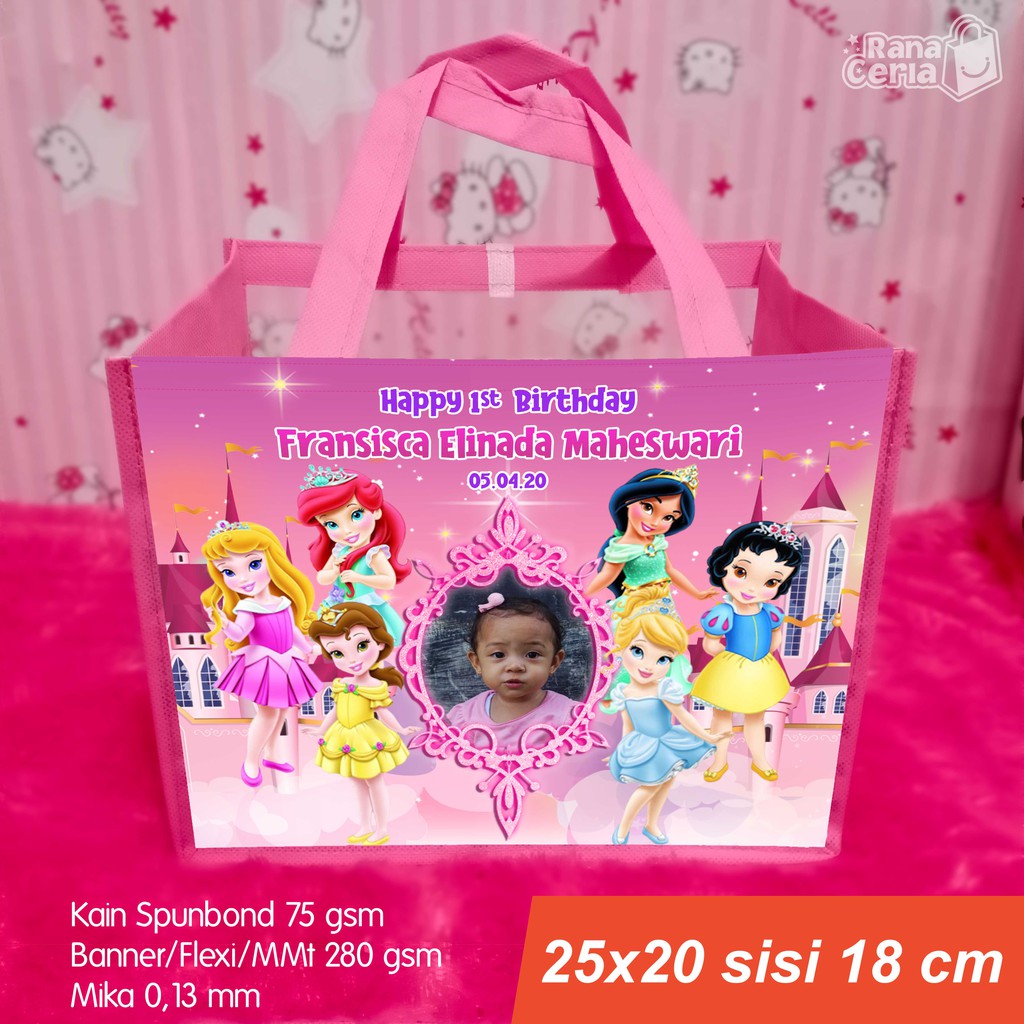 Rana
Ceria
Happy 1st Birthday
Fransisca Elinada Maheswari
05.04.20
Kain Spunbond 75 gsm
Banner/Flexi/MMt 280 gsm
Mika 0,13 mm
25x20 sisi 18 cm